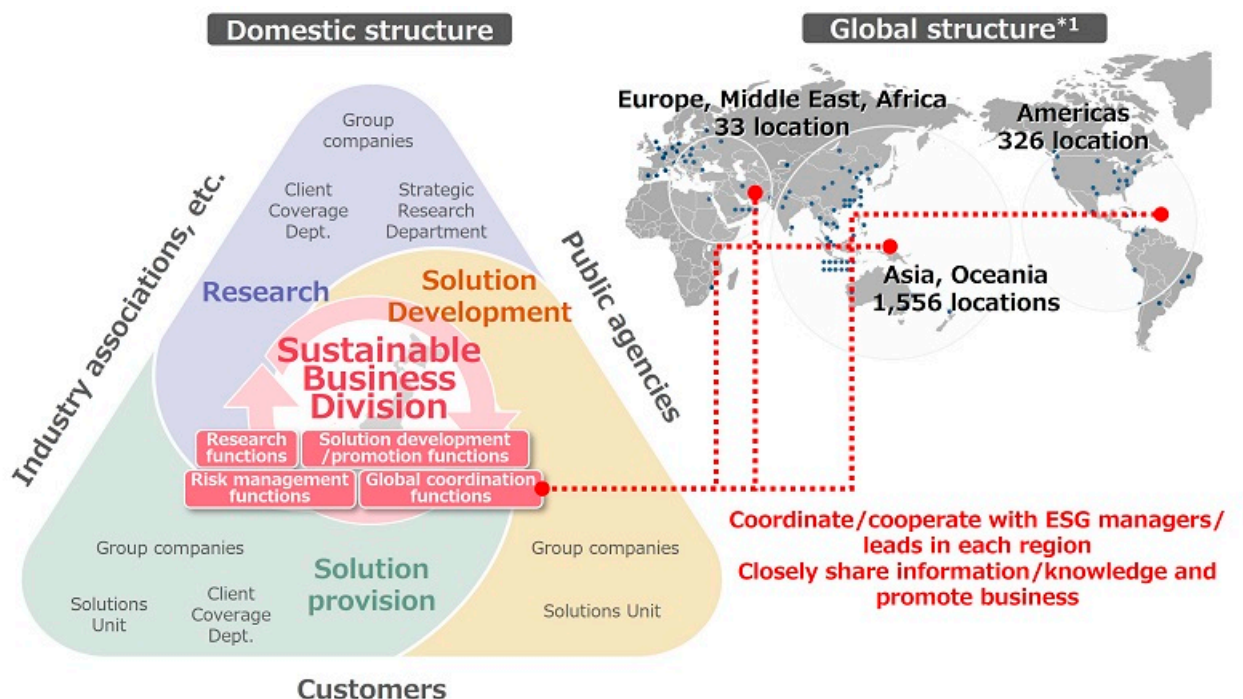 Domestic structure
Global structure*1
Group
companies
Client
Coverage
Dept.
Strategic
Research
Department
Industry associations, etc.
Public agencies
Research
Solution
Development
Sustainable
Business
Division
Research
functions
Solution development
/promotion functions
Risk management
functions
Global coordination
functions
Group companies
Solutions
Unit
Client
Coverage
Dept.
Solution
provision
Group companies
Solutions Unit
Customers
Europe, Middle East, Africa
33 location
Americas
326 location
Asia, Oceania
1,556 locations
Coordinate/cooperate with ESG managers/
leads in each region
Closely share information/knowledge and
promote business